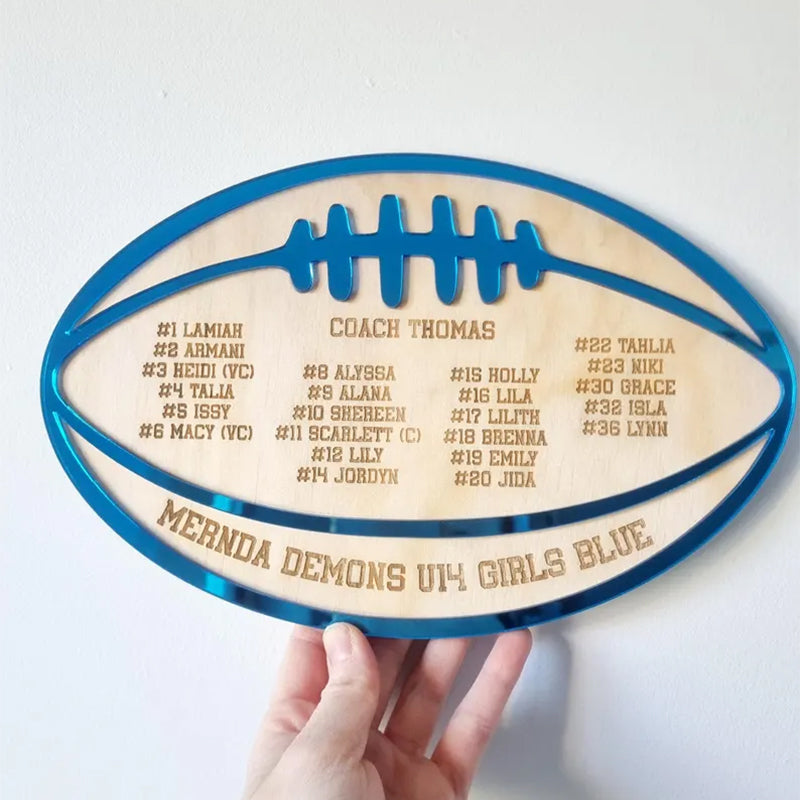 COACH THOMAS
#1 LAMIAH
#2 ARMANI
#3 HEIDI (VC)
#4 TALIA
#5 ISSY
#6 MACY (VC)
#8 ALYSSA
#9 ALANA
#10 SHEREEN
#11 SCARLETT (C)
#12 LILY
#14 JORDYN
#15 HOLLY
#16 LILA
#17 LILITH
#18 BRENNA
#19 EMILY
#20 JIDA
#22 TAHLIA
#23 NIKI
#30 GRACE
#32 ISLA
#36 LYNN
MERNDA DEMONS U14 GIRLS BLUE